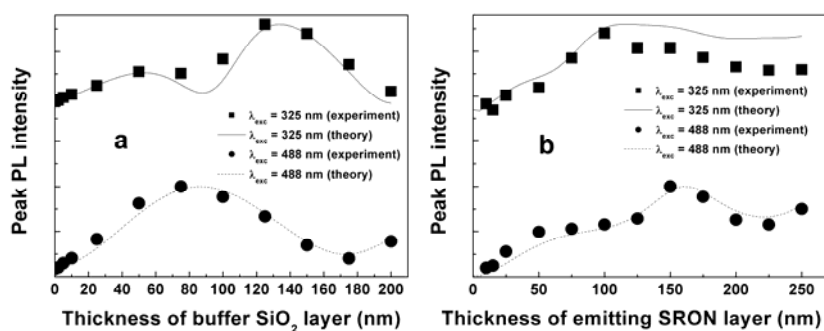 Peak PL intensity
a
λexc = 325 nm (experiment)
λexc = 325 nm (theory)
λexc = 488 nm (experiment)
λexc = 488 nm (theory)
0 20 40 60 80 100 120 140 160 180 200
Thickness of buffer SiO2 layer (nm)
Peak PL intensity
b
λexc = 325 nm (experiment)
λexc = 325 nm (theory)
λexc = 488 nm (experiment)
λexc = 488 nm (theory)
0 50 100 150 200 250
Thickness of emitting SRON layer (nm)